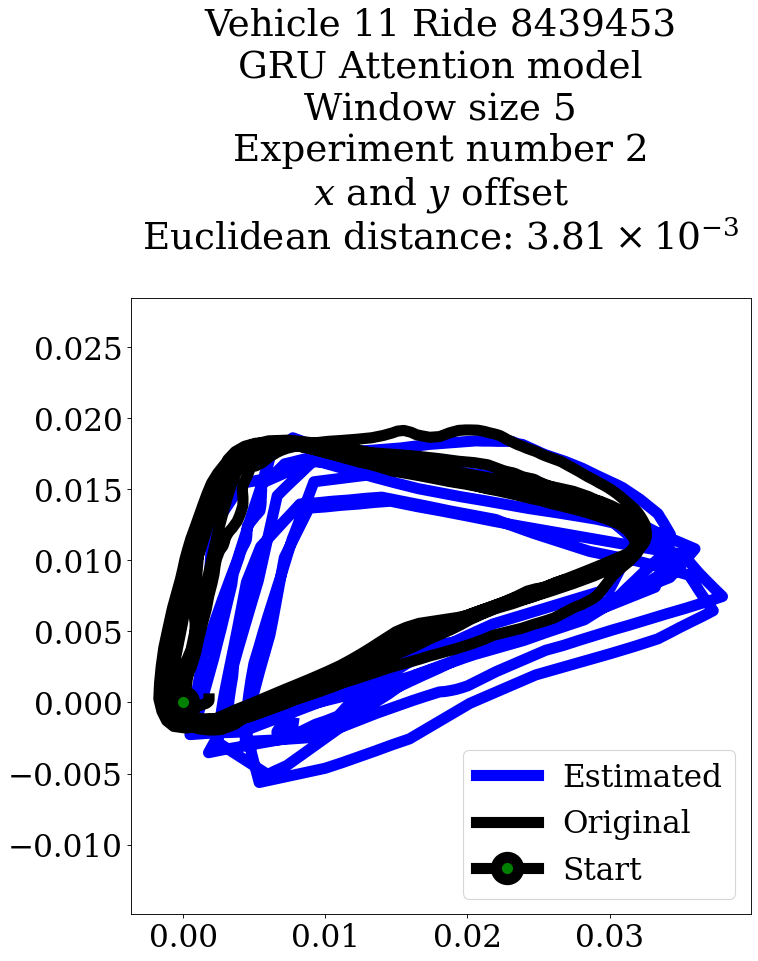 Vehicle 11 Ride 8439453
GRU Attention model
Window size 5
Experiment number 2
x and y offset
Euclidean distance: 3.81 × 10⁻³
0.025
0.020
0.015
0.010
0.005
0.000
−0.005
−0.010
Estimated
Original
Start
0.00 0.01 0.02 0.03